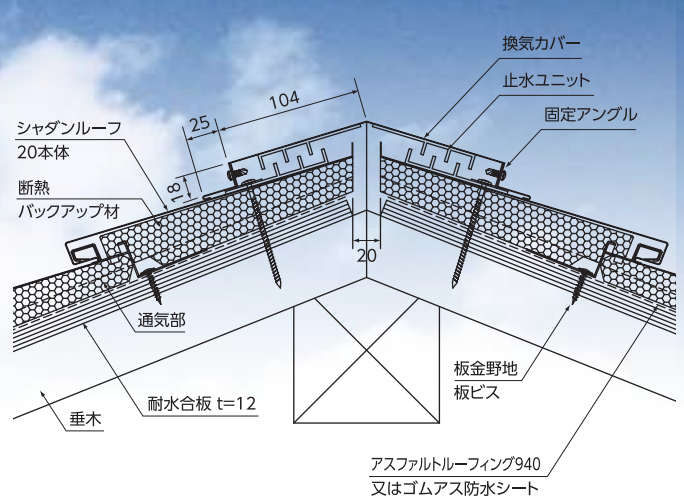 換気カバー
止水ユニット
固定アングル
104
25
18
シャダンルーフ
20本体
断熱
バックアップ材
20
通気部
耐水合板 t=12
垂木
板金野地
板ビス
アスファルトルーフィング940
又はゴムアス防水シート